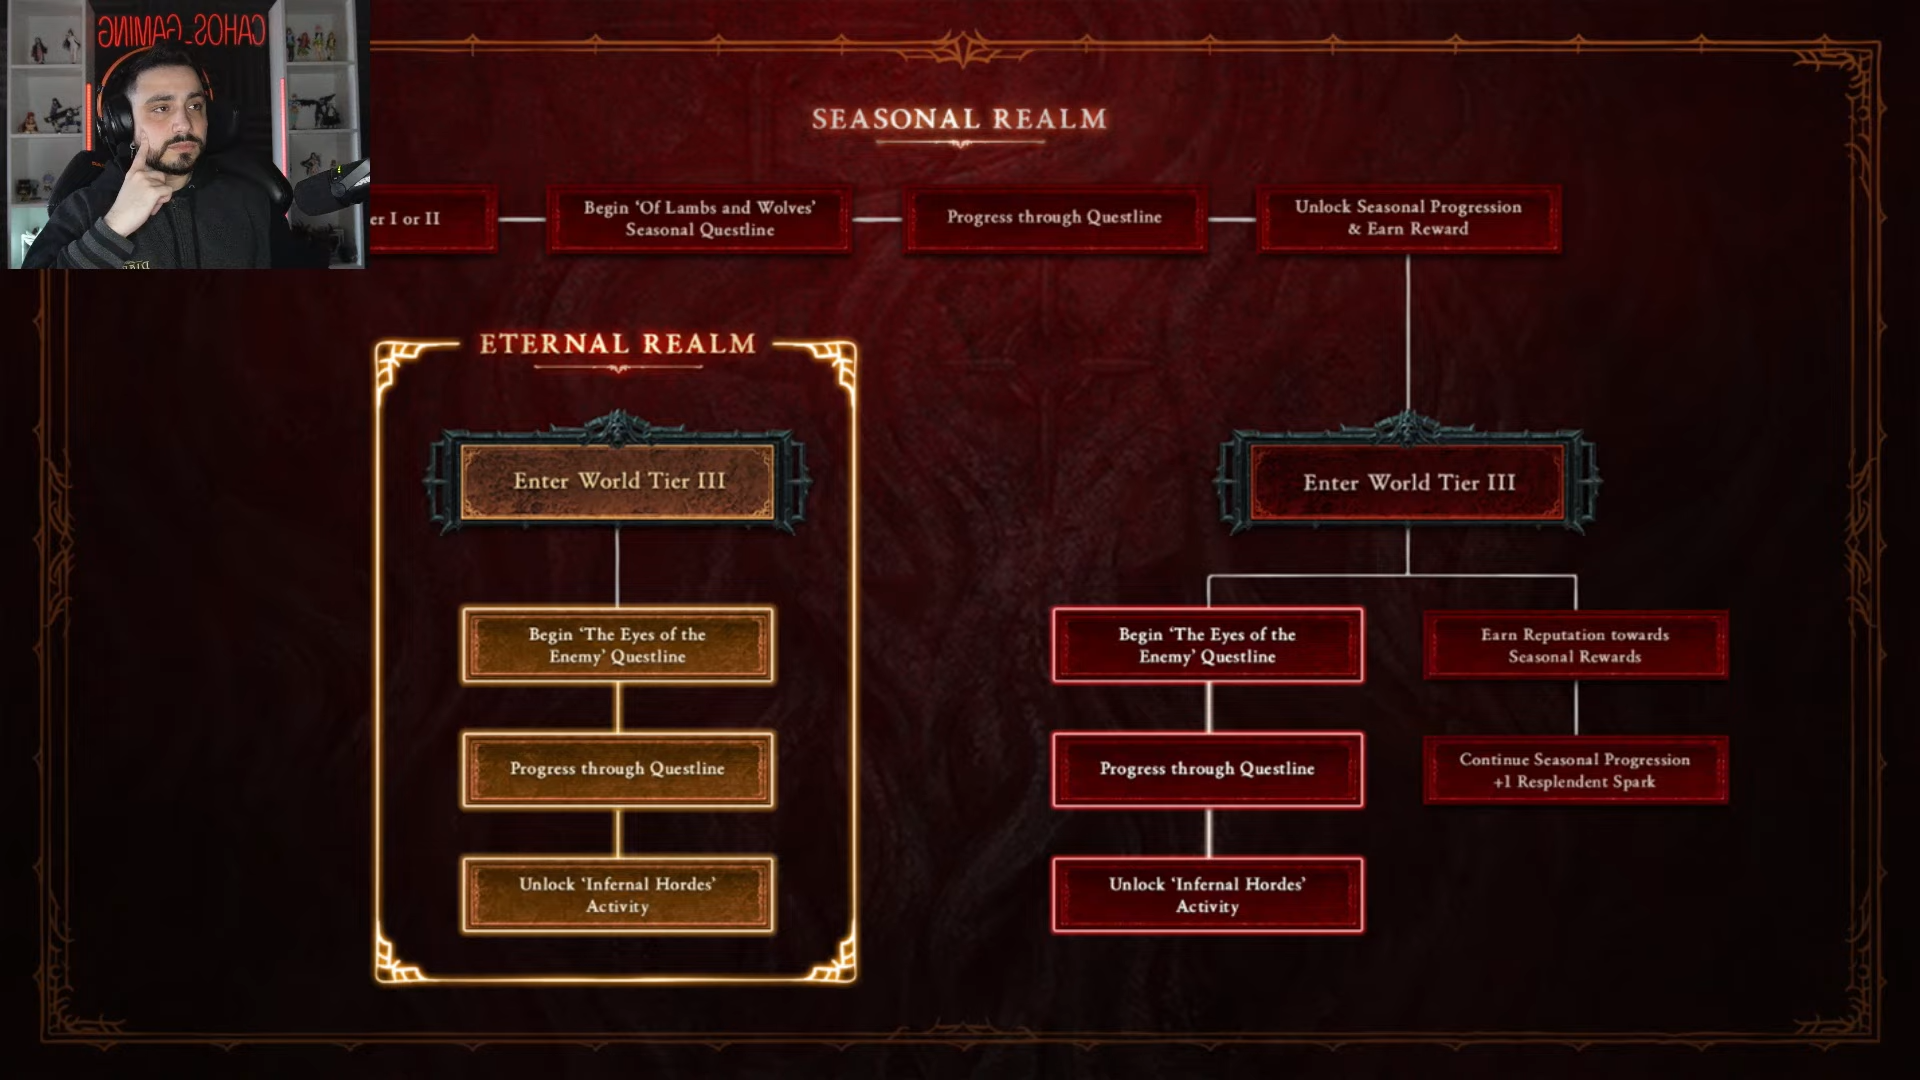 CAHOS_GAMING
SEASONAL REALM
er I or II
Begin ‘Of Lambs and Wolves’
Seasonal Questline
Progress through Questline
Unlock Seasonal Progression
& Earn Reward
ETERNAL REALM
Enter World Tier III
Begin ‘The Eyes of the
Enemy’ Questline
Progress through Questline
Unlock ‘Infernal Hordes’
Activity
Enter World Tier III
Begin ‘The Eyes of the
Enemy’ Questline
Progress through Questline
Unlock ‘Infernal Hordes’
Activity
Earn Reputation towards
Seasonal Rewards
Continue Seasonal Progression
+1 Resplendent Spark